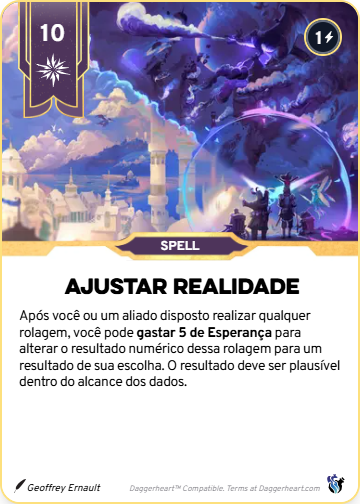 10
1
SPELL
AJUSTAR REALIDADE
Após você ou um aliado disposto realizar qualquer
rolagem, você pode gastar 5 de Esperança para
alterar o resultado numérico dessa rolagem para um
resultado de sua escolha. O resultado deve ser plausível
dentro do alcance dos dados.
Geoffrey Ernault
Daggerheart™ Compatible. Terms at Daggerheart.com